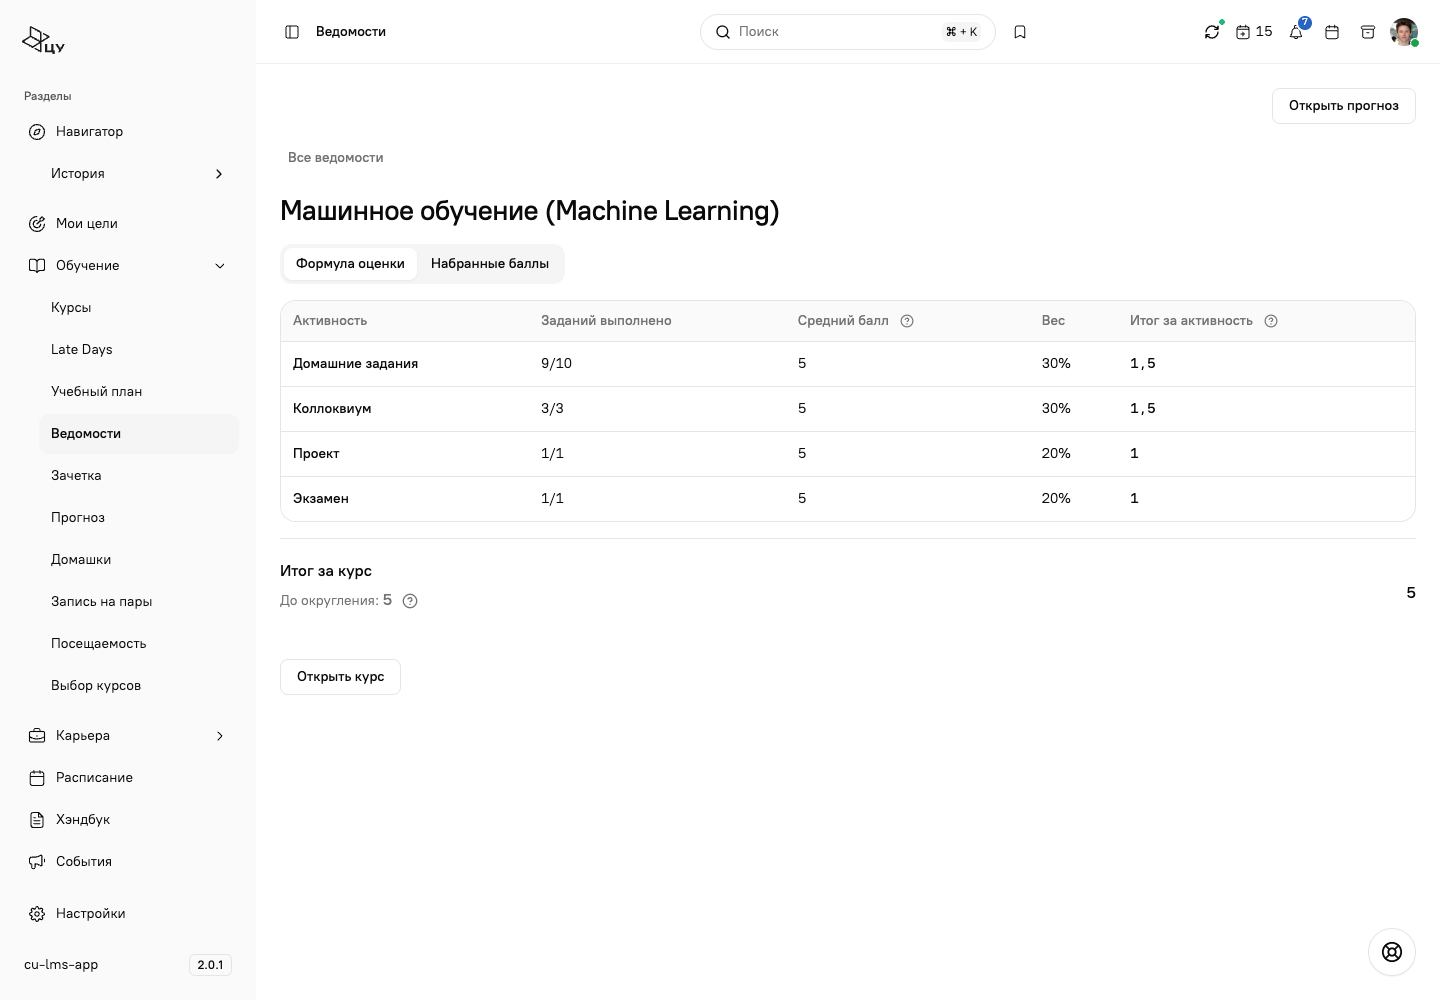 ЦУ
Разделы
Навигатор
История
Мои цели
Обучение
Курсы
Late Days
Учебный план
Ведомости
Зачетка
Прогноз
Домашки
Запись на пары
Посещаемость
Выбор курсов
Карьера
Расписание
Хэндбук
События
Настройки
cu-lms-app 2.0.1
Ведомости
Поиск ⌘ + K
15 7
Открыть прогноз
Все ведомости
Машинное обучение (Machine Learning)
Формула оценки Набранные баллы
Активность Заданий выполнено Средний балл Вес Итог за активность
Домашние задания 9/10 5 30% 1,5
Коллоквиум 3/3 5 30% 1,5
Проект 1/1 5 20% 1
Экзамен 1/1 5 20% 1
Итог за курс
До округления: 5
5
Открыть курс